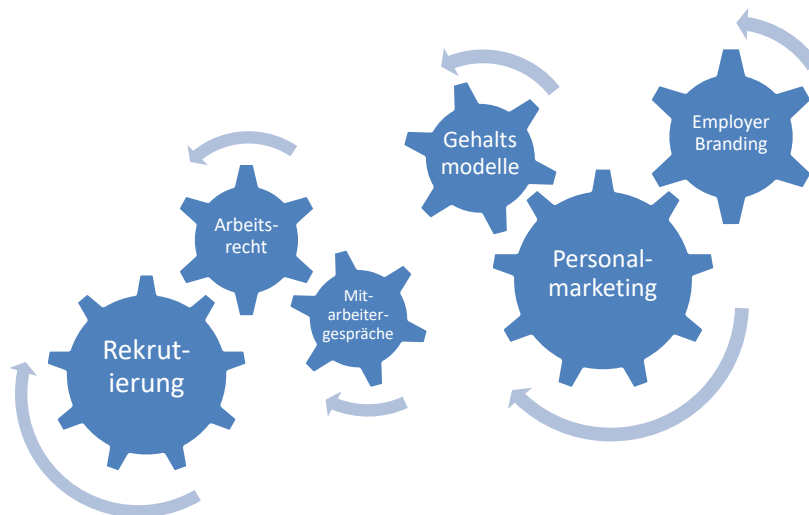 Rekrut-
ierung
Arbeits-
recht
Mit-
arbeiter-
gespräche
Gehalts
modelle
Personal-
marketing
Employer
Branding